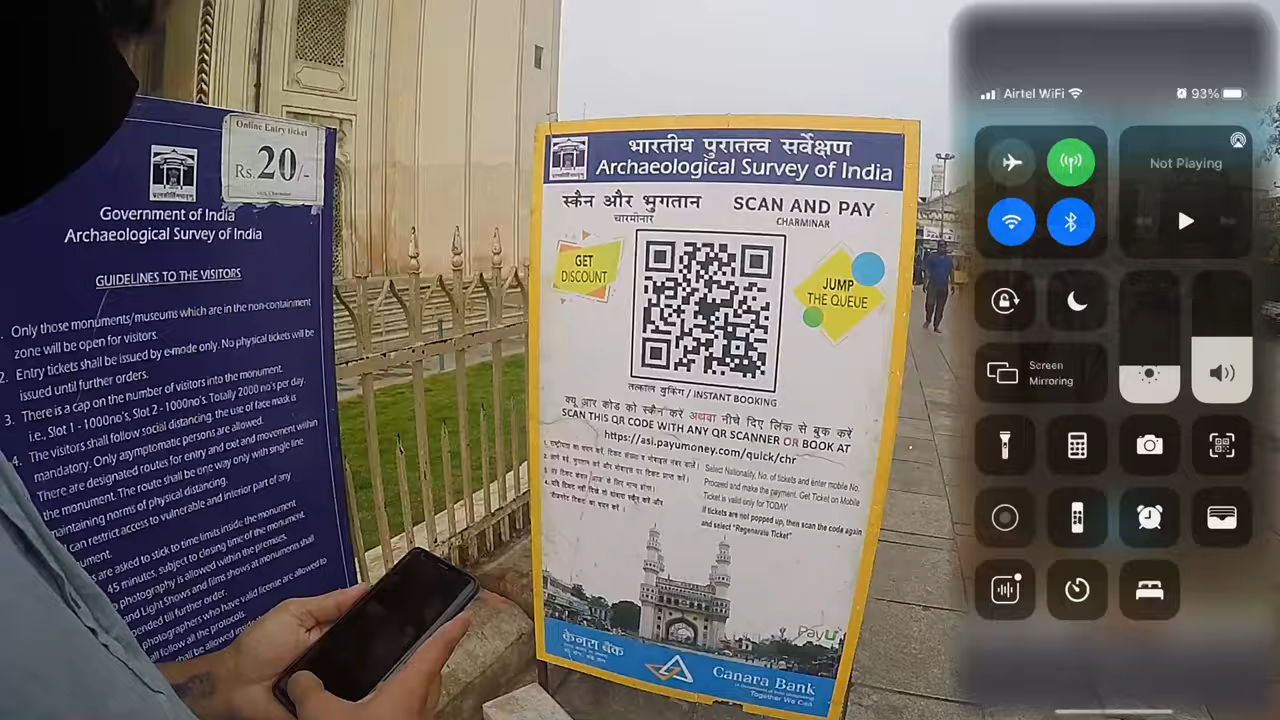 Online Entry ticket
Rs. 20/-
Government of India
Archaeological Survey of India
GUIDELINES TO THE VISITORS
Only those monuments/museums which are in the non-containment
zone will be open for visitors.
2. Entry tickets shall be issued by e-mode only. No physical tickets will be
issued until further orders.
3. There is a cap on the number of visitors into the monument.
i.e., Slot 1 - 1000no's, Slot 2 - 1000no's. Totally 2000 no's per day.
4. The visitors shall follow social distancing, the use of face mask is
mandatory. Only asymptomatic persons are allowed.
There are designated routes for entry and exit and movement within
the monument. The route shall be one way only with single line
maintaining norms of physical distancing.
can restrict access to vulnerable and interior part of any
are asked to stick to time limits inside the monument
45 minutes, subject to closing time of the monument.
photography is allowed within the premises.
and Light Shows and films shows at monuments shall
till further order.
photographers who have valid license are allowed to
follow all the protocols.
shall be allowed
भारतीय पुरातत्व सर्वेक्षण
Archaeological Survey of India
स्कैन और भुगतान SCAN AND PAY
चारमीनार CHARMINAR
GET
DISCOUNT
JUMP
THE QUEUE
तत्काल बुकिंग / INSTANT BOOKING
क्यू आर कोड को स्कैन करें अथवा नीचे दिए लिंक से बुक करें
SCAN THIS QR CODE WITH ANY QR SCANNER OR BOOK AT
https://asi.payumoney.com/quick/chr
Select Nationality, No. of tickets and enter mobile No.
Proceed and make the payment. Get Ticket on Mobile
Ticket is valid only for TODAY
If tickets are not popped up, then scan the code again
and select "Regenerate Ticket"
PayU
केनरा बैंक
Canara Bank
Together We Can
Airtel WiFi 93%
Not Playing
Screen
Mirroring